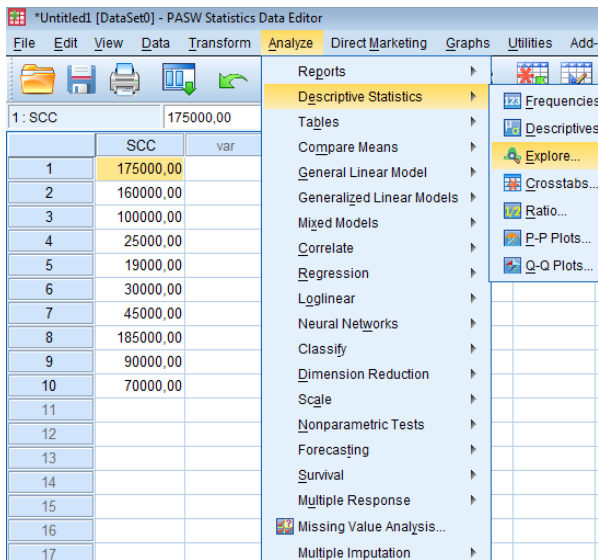 *Untitled1 [DataSet0] - PASW Statistics Data Editor
File Edit View Data Transform Analyze Direct Marketing Graphs Utilities Add-
1 : SCC 175000,00
SCC var
1 175000,00
2 160000,00
3 100000,00
4 25000,00
5 19000,00
6 30000,00
7 45000,00
8 185000,00
9 90000,00
10 70000,00
11
12
13
14
15
16
17
Reports
Descriptive Statistics
Tables
Compare Means
General Linear Model
Generalized Linear Models
Mixed Models
Correlate
Regression
Loglinear
Neural Networks
Classify
Dimension Reduction
Scale
Nonparametric Tests
Forecasting
Survival
Multiple Response
Missing Value Analysis...
Multiple Imputation
123 Frequencies
Descriptives
Explore...
Crosstabs...
1/2 Ratio...
P-P Plots...
Q-Q Plots...